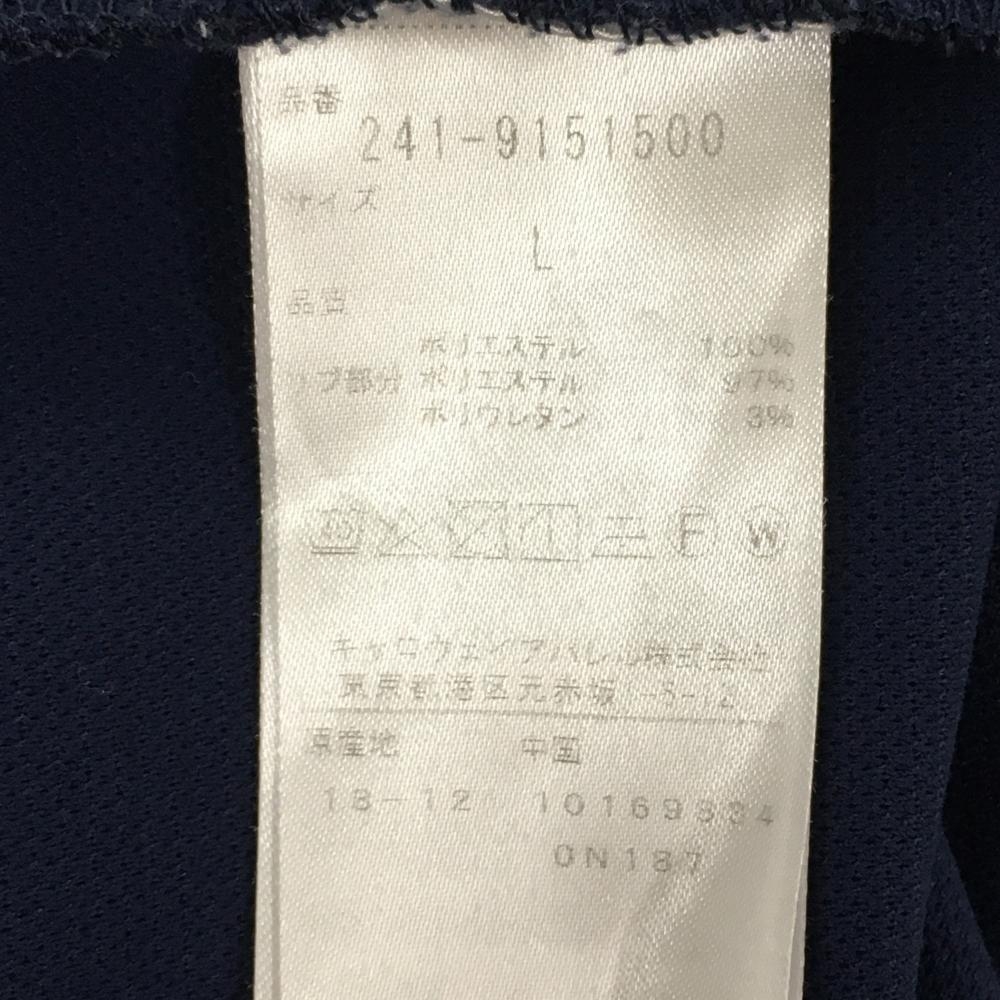 品番
241-9151500
サイズ
L
品質
ポリエステル 100%
リブ部分 ポリエステル 97%
ポリウレタン 3%
F W
キャロウェイアパレル株式会社
東京都港区元赤坂 -3-12
原産地 中国
18-12 10169334
0N187